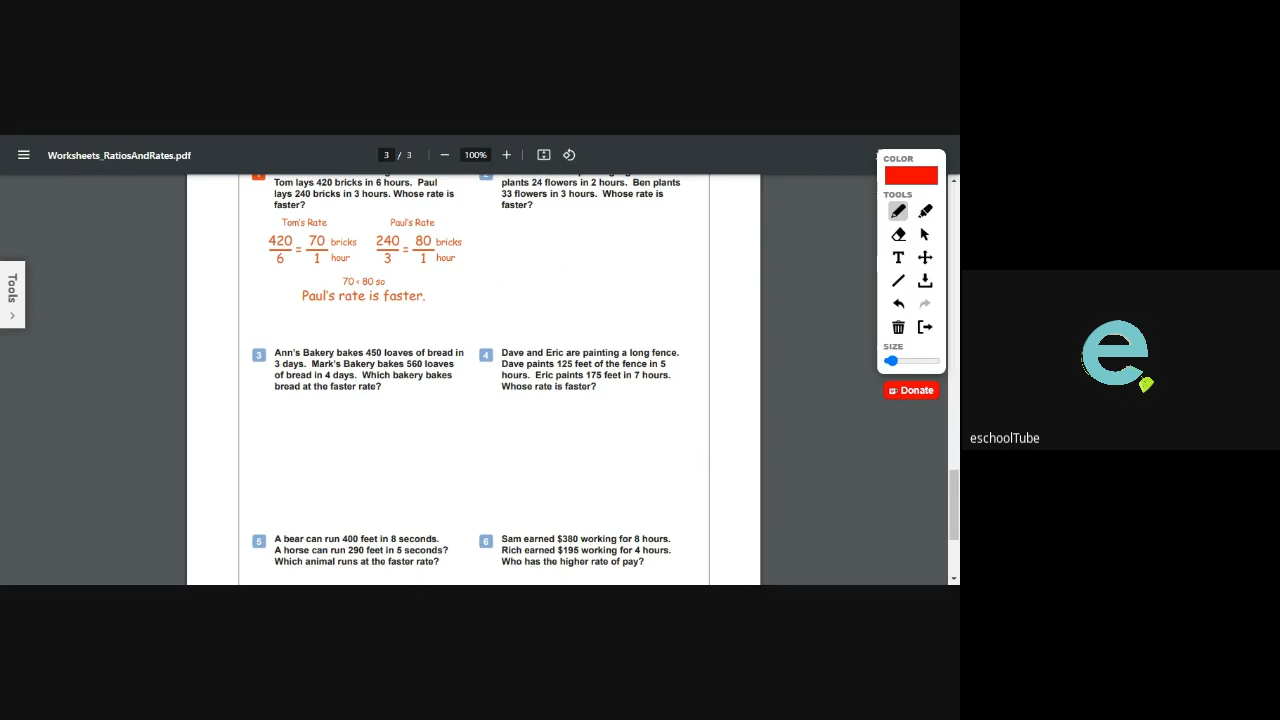 Worksheets_RatiosAndRates.pdf
3 / 3
100%
COLOR
TOOLS
T
SIZE
Donate
Tools
1
Tom lays 420 bricks in 6 hours. Paul
lays 240 bricks in 3 hours. Whose rate is
faster?
Tom's Rate
Paul's Rate
420/6 = 70/1 bricks/hour
240/3 = 80/1 bricks/hour
70 < 80 so
Paul's rate is faster.
2
plants 24 flowers in 2 hours. Ben plants
33 flowers in 3 hours. Whose rate is
faster?
3
Ann's Bakery bakes 450 loaves of bread in
3 days. Mark's Bakery bakes 560 loaves
of bread in 4 days. Which bakery bakes
bread at the faster rate?
4
Dave and Eric are painting a long fence.
Dave paints 125 feet of the fence in 5
hours. Eric paints 175 feet in 7 hours.
Whose rate is faster?
5
A bear can run 400 feet in 8 seconds.
A horse can run 290 feet in 5 seconds?
Which animal runs at the faster rate?
6
Sam earned $380 working for 8 hours.
Rich earned $195 working for 4 hours.
Who has the higher rate of pay?
e
eschoolTube